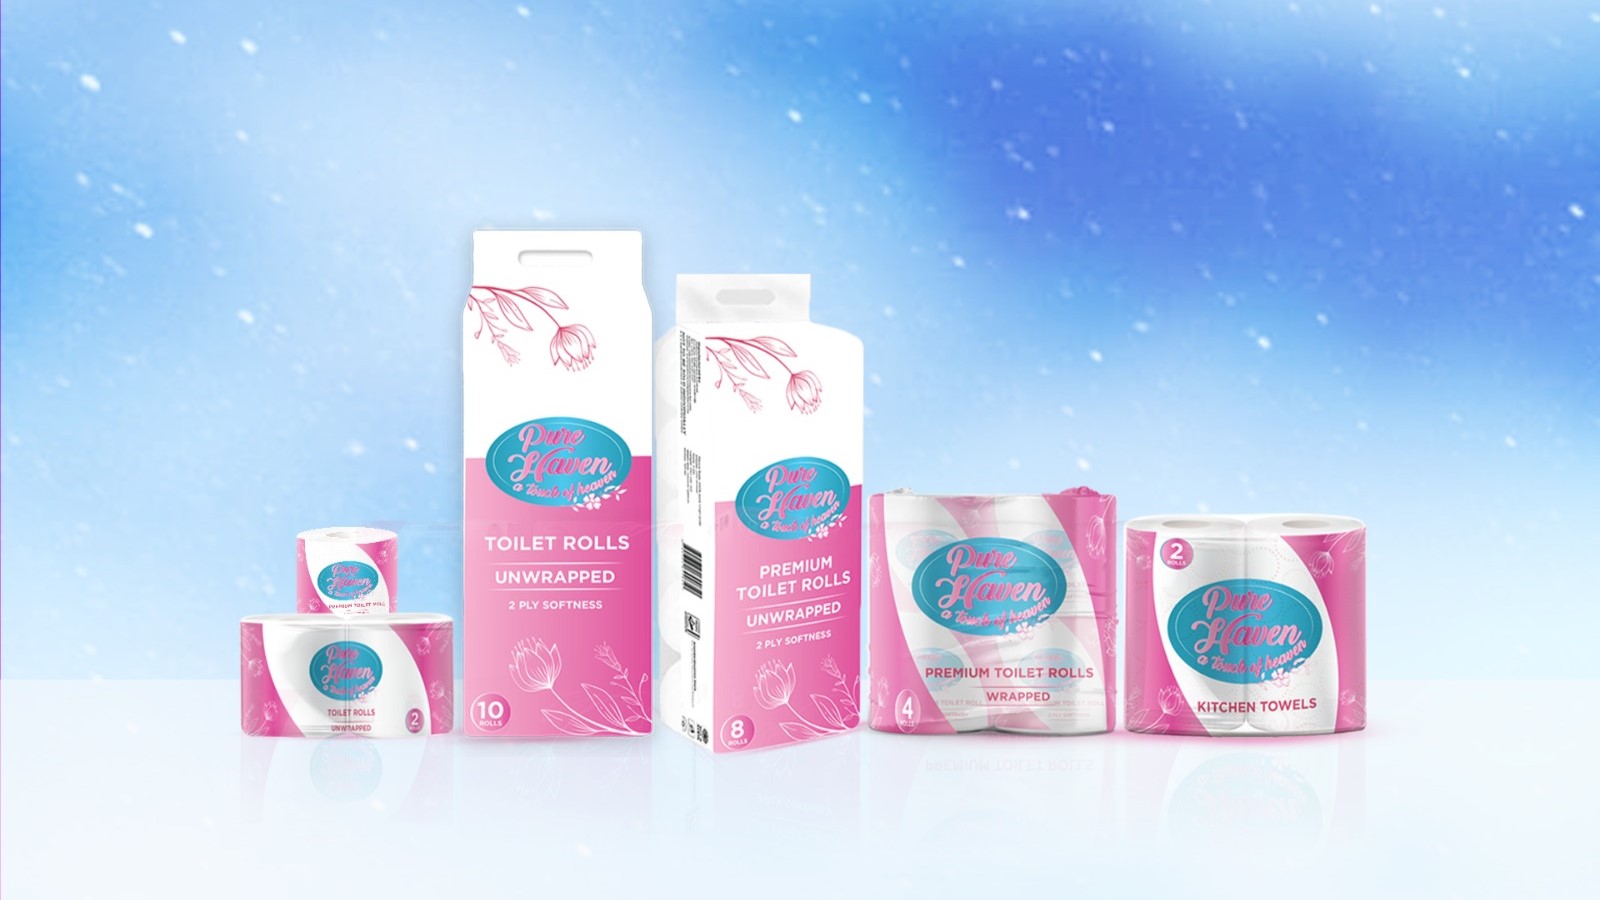 Pure
Haven
a touch of heaven
PREMIUM TOILET ROLLS
Pure
Haven
a touch of heaven
TOILET ROLLS
UNWRAPPED
2
Pure
Haven
a touch of heaven
TOILET ROLLS
UNWRAPPED
2 PLY SOFTNESS
10
ROLLS
Pure
Haven
a touch of heaven
PREMIUM
TOILET ROLLS
UNWRAPPED
2 PLY SOFTNESS
8
ROLLS
Pure
Haven
a touch of heaven
PREMIUM TOILET ROLLS
WRAPPED
4
ROLLS
2
ROLLS
Pure
Haven
a touch of heaven
KITCHEN TOWELS